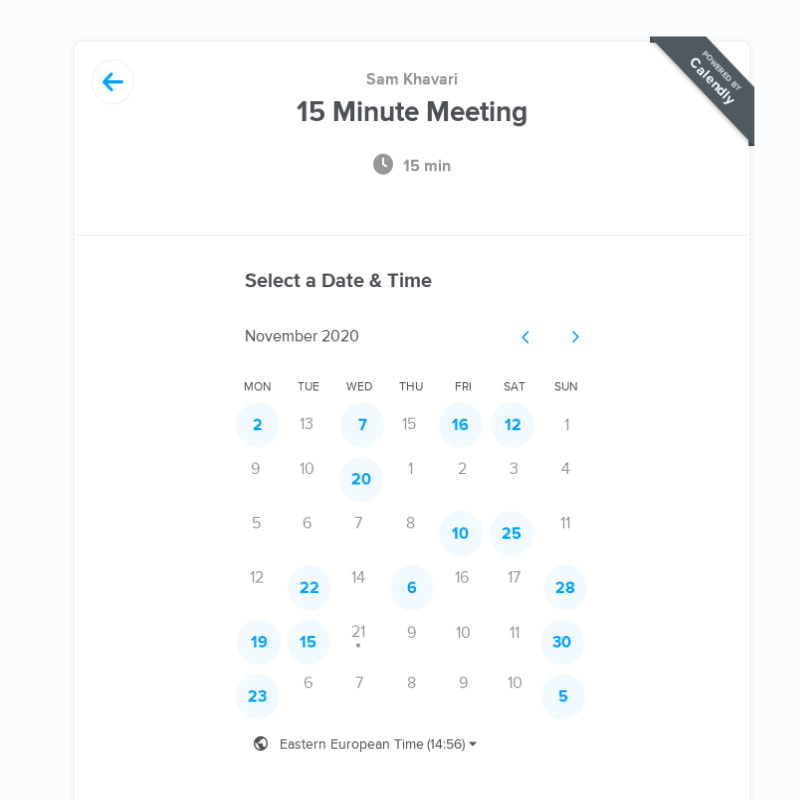 POWERED BY
Calendly
Sam Khavari
15 Minute Meeting
15 min
Select a Date & Time
November 2020
MON TUE WED THU FRI SAT SUN
2 13 7 15 16 12 1
9 10 20 1 2 3 4
5 6 7 8 10 25 11
12 22 14 6 16 17 28
19 15 21 9 10 11 30
23 6 7 8 9 10 5
Eastern European Time (14:56)